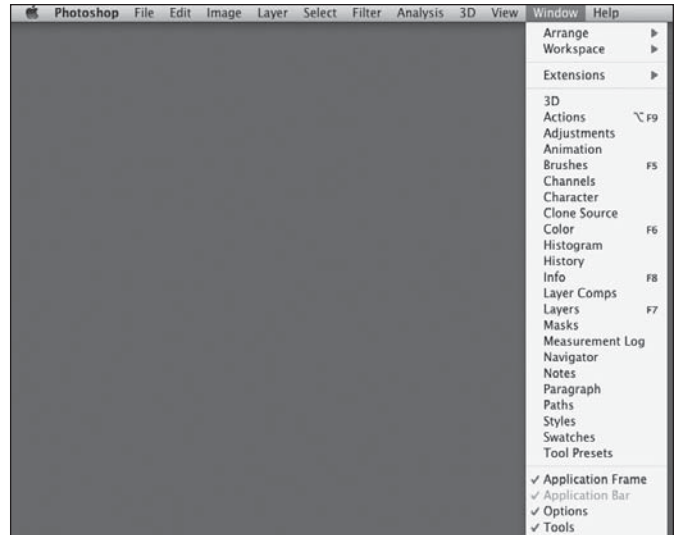 Photoshop File Edit Image Layer Select Filter Analysis 3D View Window Help
Arrange
Workspace
Extensions
3D
Actions ⌥F9
Adjustments
Animation
Brushes F5
Channels
Character
Clone Source
Color F6
Histogram
History
Info F8
Layer Comps
Layers F7
Masks
Measurement Log
Navigator
Notes
Paragraph
Paths
Styles
Swatches
Tool Presets
✓ Application Frame
✓ Application Bar
✓ Options
✓ Tools